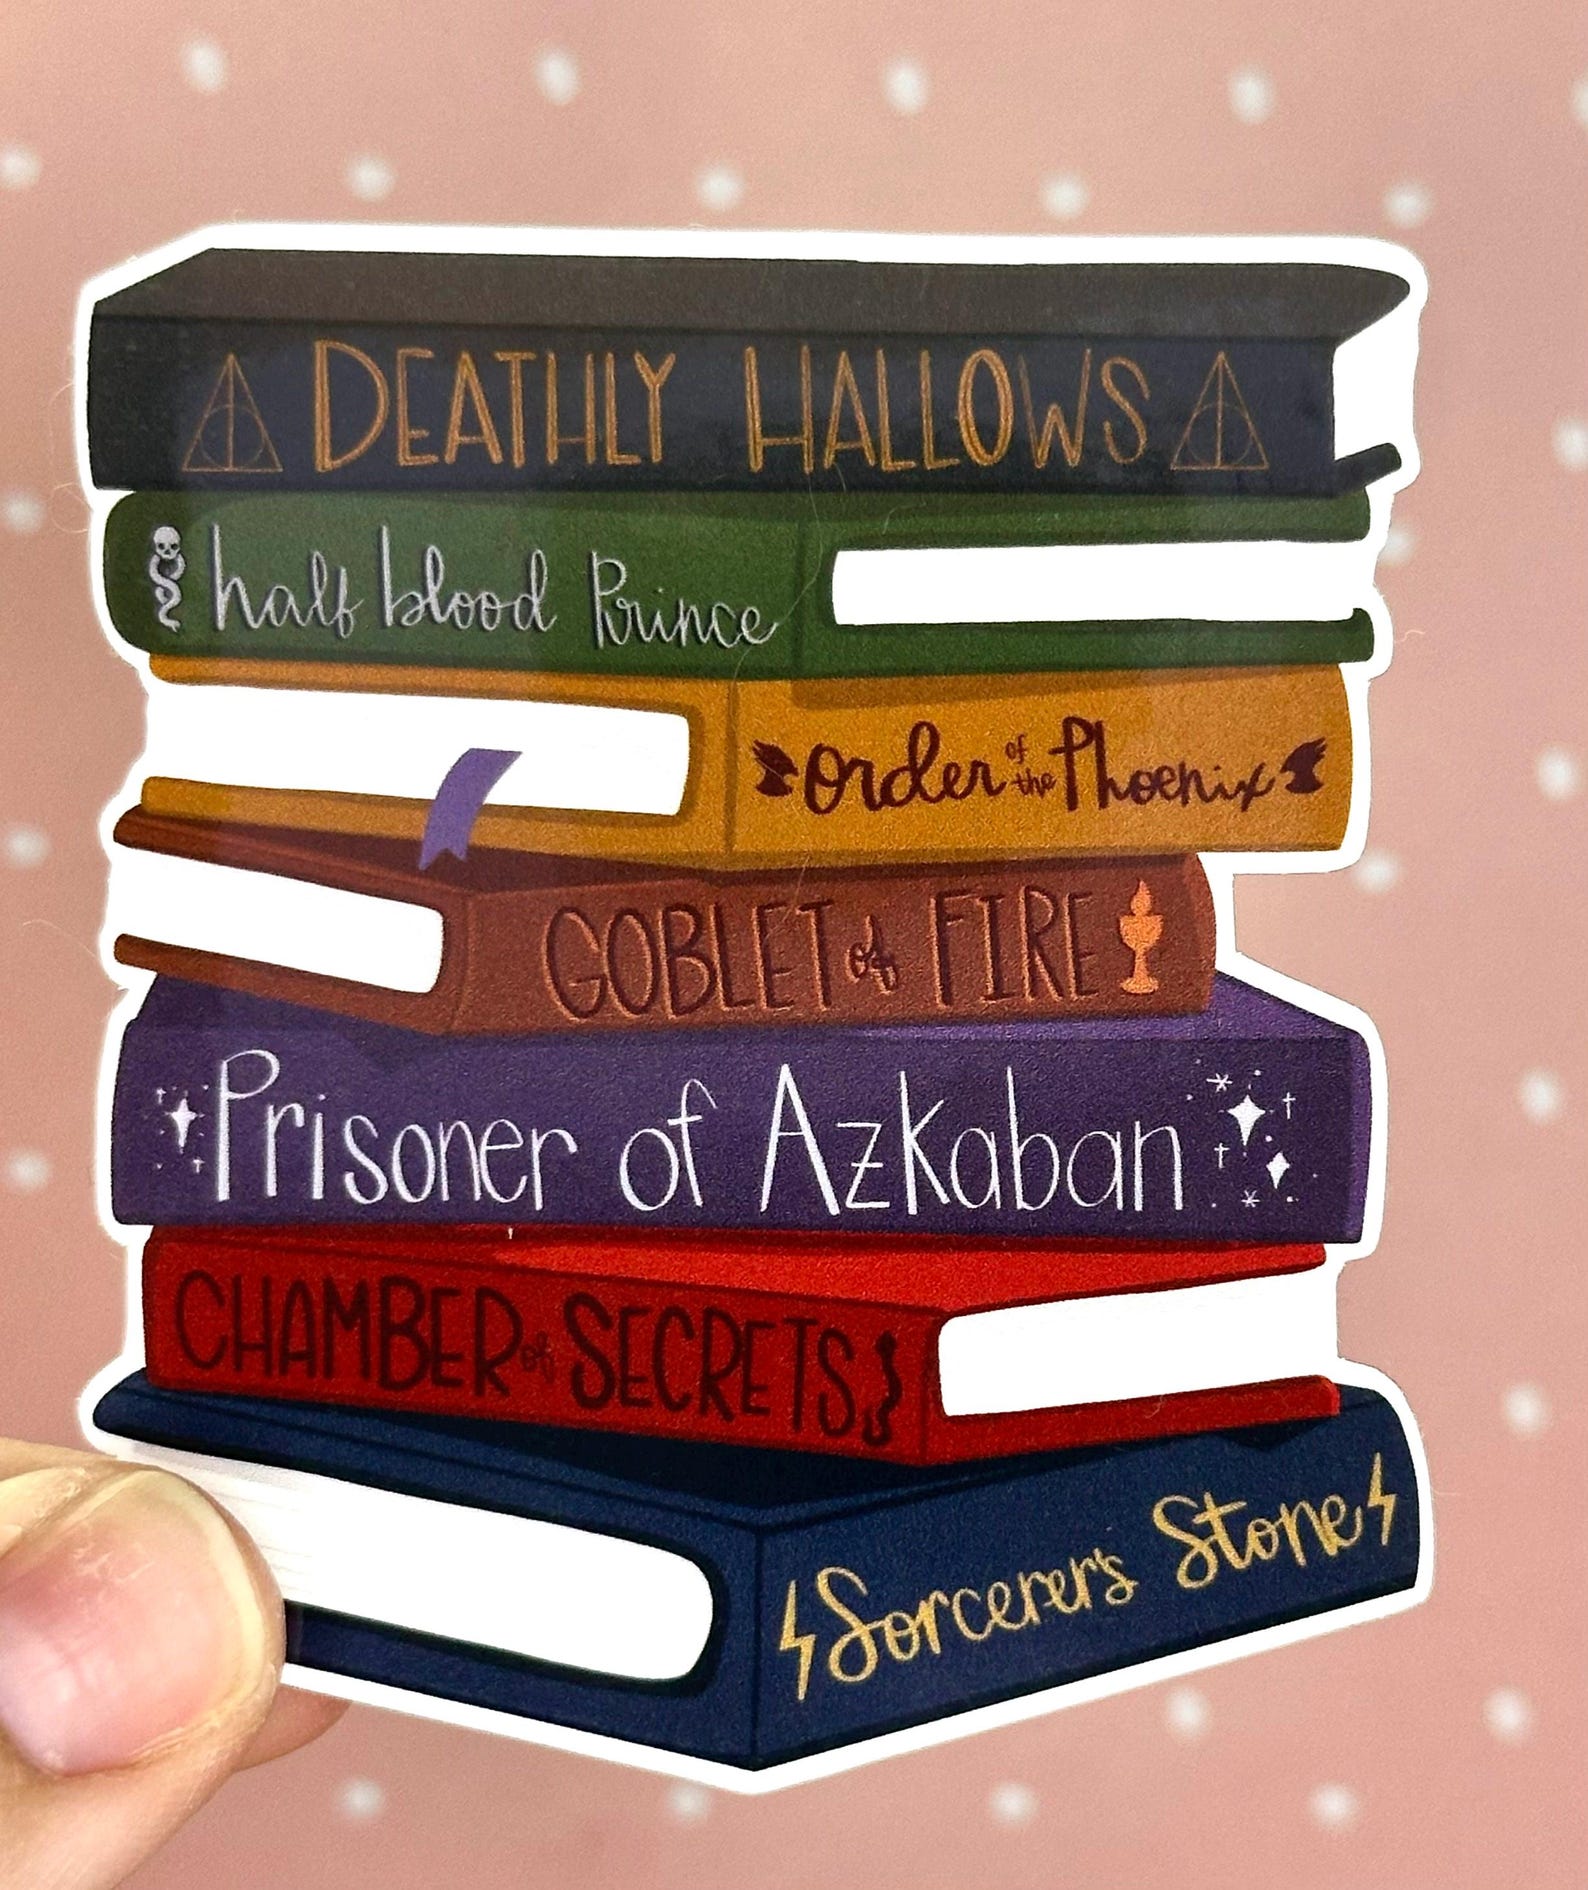 DEATHLY HALLOWS
half blood Prince
Order of the Phoenix
GOBLET of FIRE
Prisoner of Azkaban
CHAMBER of SECRETS
Sorcerer's Stone